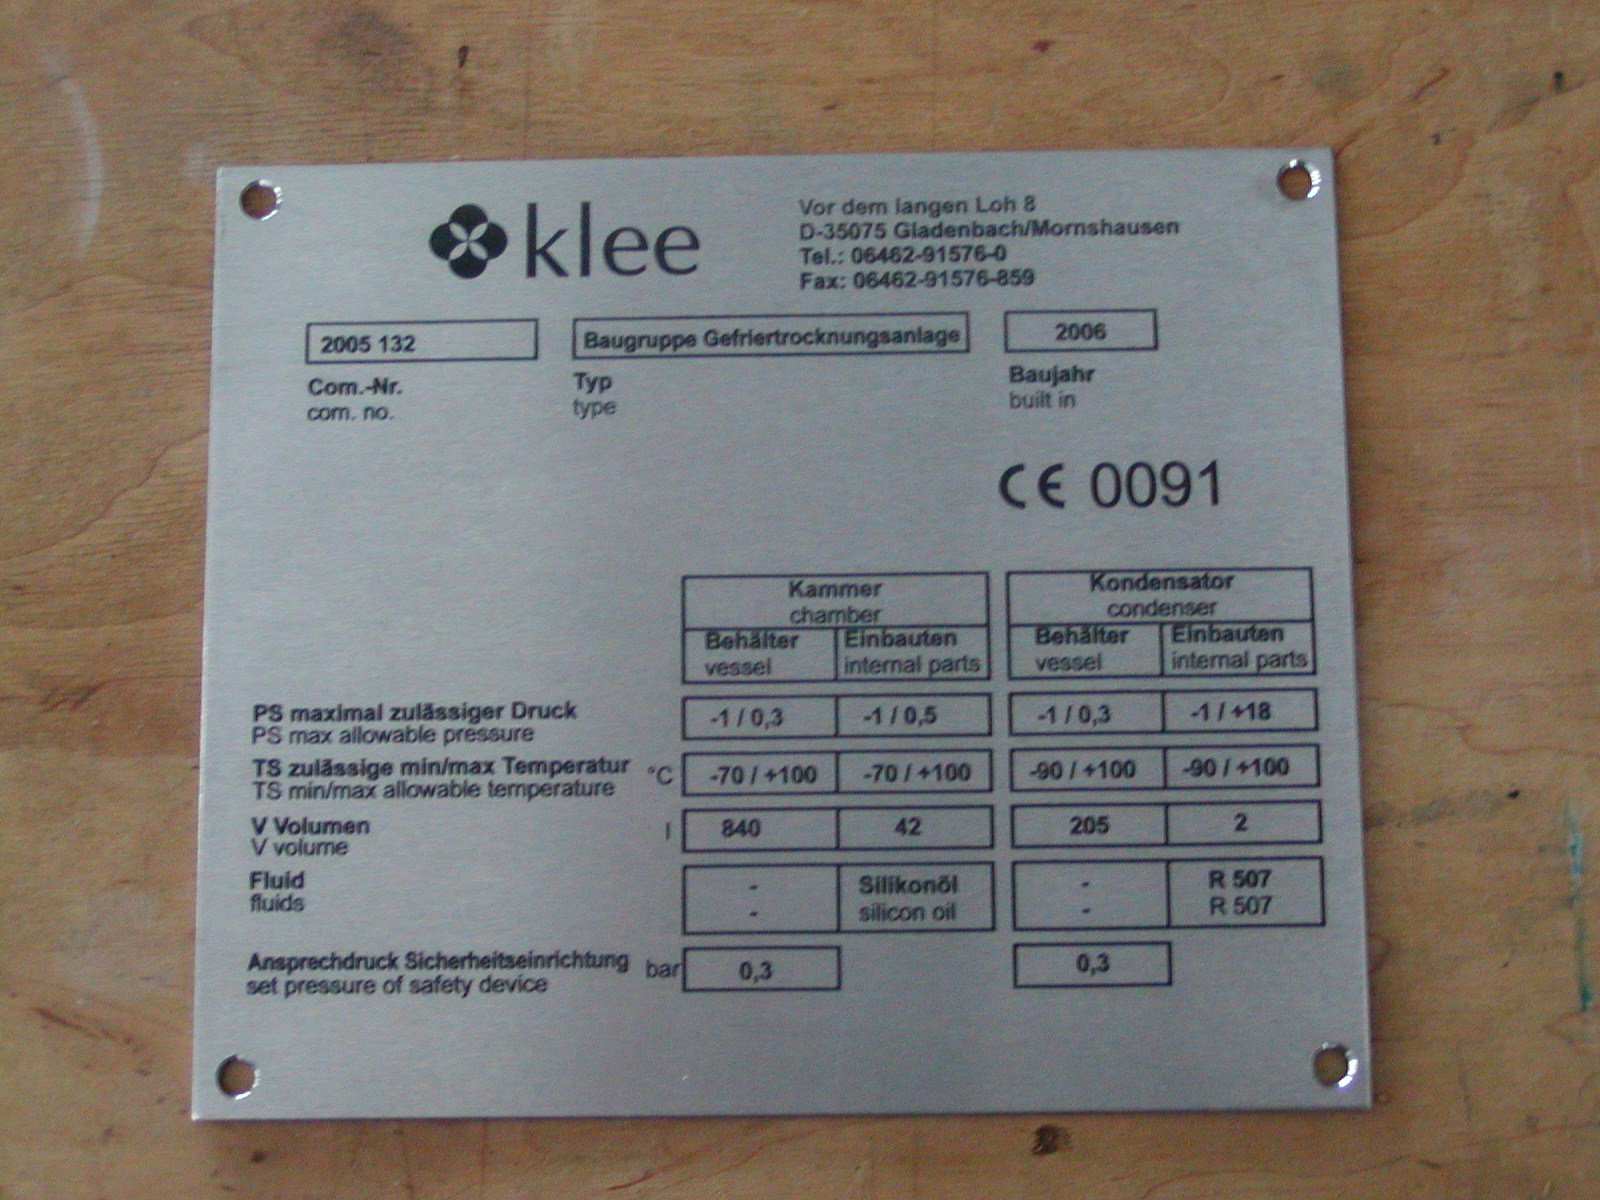 klee
Vor dem langen Loh 8
D-35075 Gladenbach/Mornshausen
Tel.: 06462-91576-0
Fax: 06462-91576-859
2005 132 Baugruppe Gefriertrocknungsanlage 2006
Com.-Nr. Typ Baujahr
com. no. type built in
CE 0091
Kammer Kondensator
chamber condenser
Behälter Einbauten Behälter Einbauten
vessel internal parts vessel internal parts
PS maximal zulässiger Druck -1 / 0,3 -1 / 0,5 -1 / 0,3 -1 / +18
PS max allowable pressure
TS zulässige min/max Temperatur °C -70 / +100 -70 / +100 -90 / +100 -90 / +100
TS min/max allowable temperature
V Volumen l 840 42 205 2
V volume
Fluid - Silikonöl - R 507
fluids - silicon oil - R 507
Ansprechdruck Sicherheitseinrichtung bar 0,3 0,3
set pressure of safety device